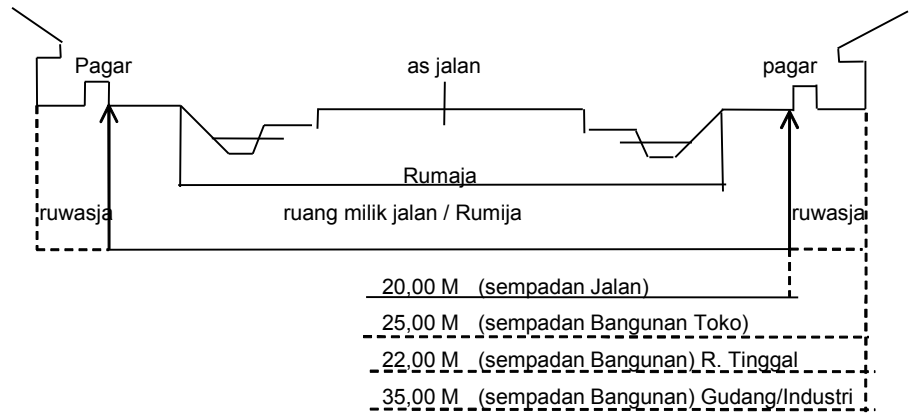 Pagar as jalan pagar
Rumaja
ruwasja ruang milik jalan / Rumija ruwasja
20,00 M (sempadan Jalan)
25,00 M (sempadan Bangunan Toko)
22,00 M (sempadan Bangunan) R. Tinggal
35,00 M (sempadan Bangunan) Gudang/Industri